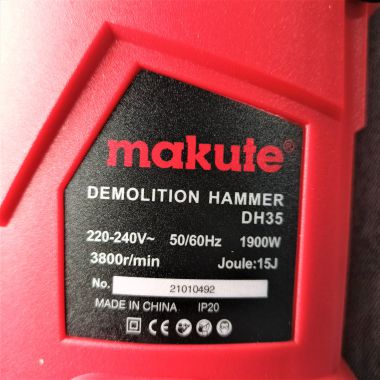 makute®
DEMOLITION HAMMER
DH35
220-240V~ 50/60Hz 1900W
3800r/min Joule:15J
No. 21010492
MADE IN CHINA IP20
CE